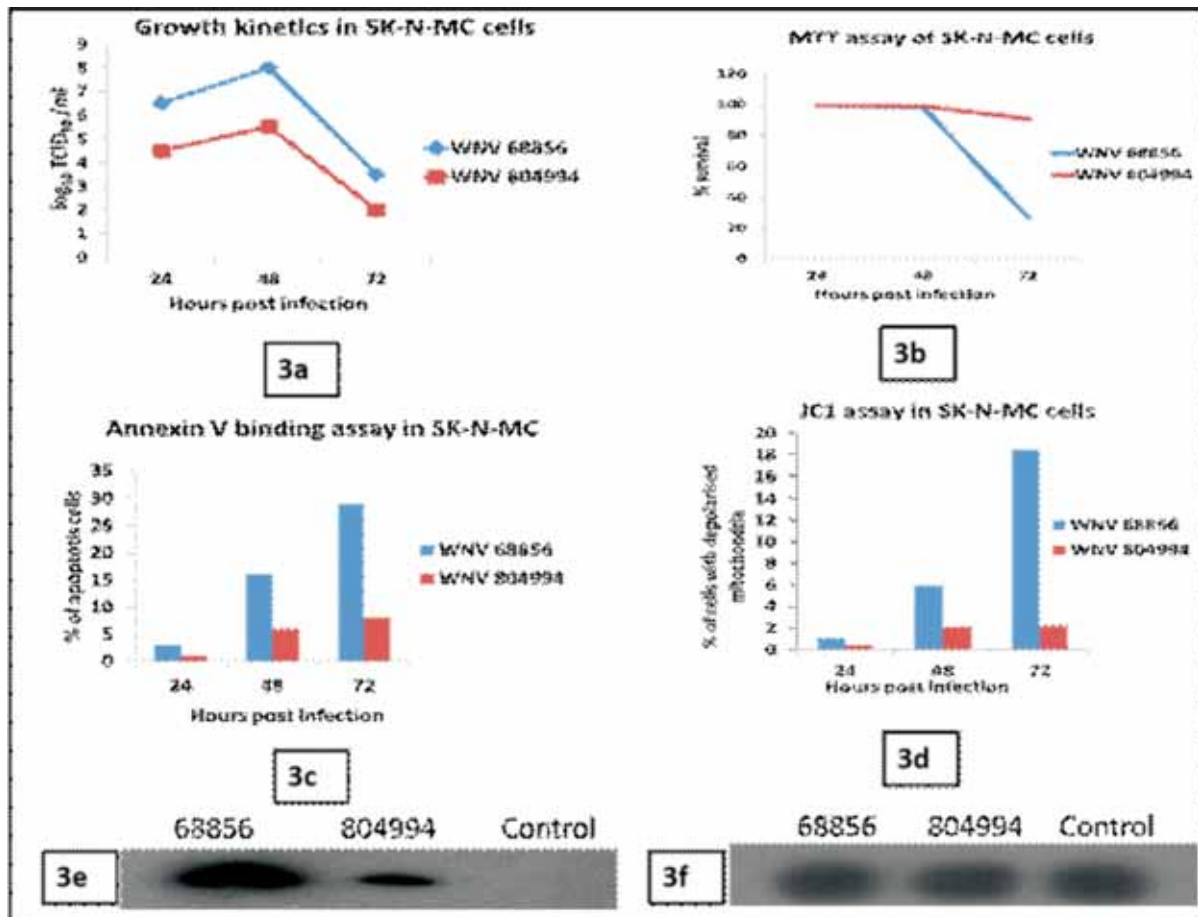 Growth kinetics in SK-N-MC cells
9
8
7
6
5
4
3
2
1
0
log10 TCID50/ml
WNV 68856
WNV 804994
24 48 72
Hours post infection
3a
MTT assay of SK-N-MC cells
120
100
80
60
40
20
0
% survival
WNV 68856
WNV 804994
24 48 72
Hours post infection
3b
Annexin V binding assay in SK-N-MC
35
30
25
20
15
10
5
0
% of apoptotic cells
WNV 68856
WNV 804994
24 48 72
Hours post Infection
3c
JC1 assay in SK-N-MC cells
20
18
16
14
12
10
8
6
4
2
0
% of cells with depolarised
mitochondria
WNV 68856
WNV 804994
24 48 72
Hours post Infection
3d
68856 804994 Control
3e
68856 804994 Control
3f